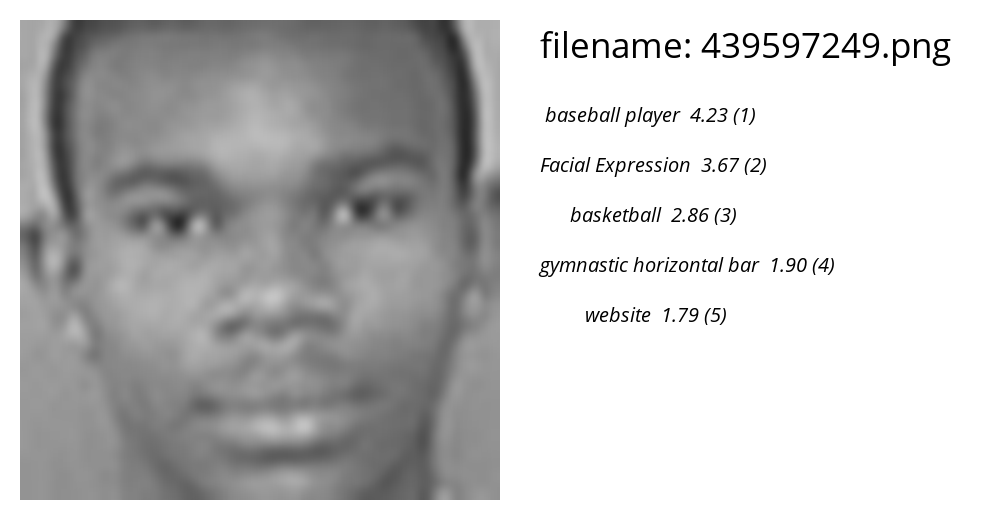 filename: 439597249.png
baseball player 4.23 (1)
Facial Expression 3.67 (2)
basketball 2.86 (3)
gymnastic horizontal bar 1.90 (4)
website 1.79 (5)